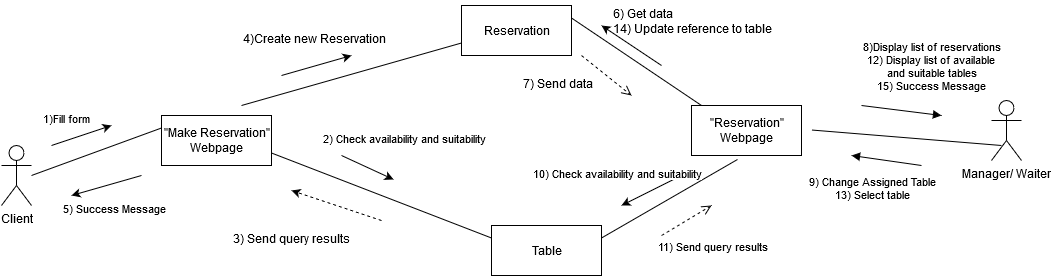 6) Get data
14) Update reference to table
Reservation
4)Create new Reservation
7) Send data
8)Display list of reservations
12) Display list of available
and suitable tables
15) Success Message
1)Fill form
"Make Reservation"
Webpage
2) Check availability and suitability
"Reservation"
Webpage
10) Check availability and suitability
Manager/ Waiter
9) Change Assigned Table
13) Select table
Client
5) Success Message
3) Send query results
Table
11) Send query results